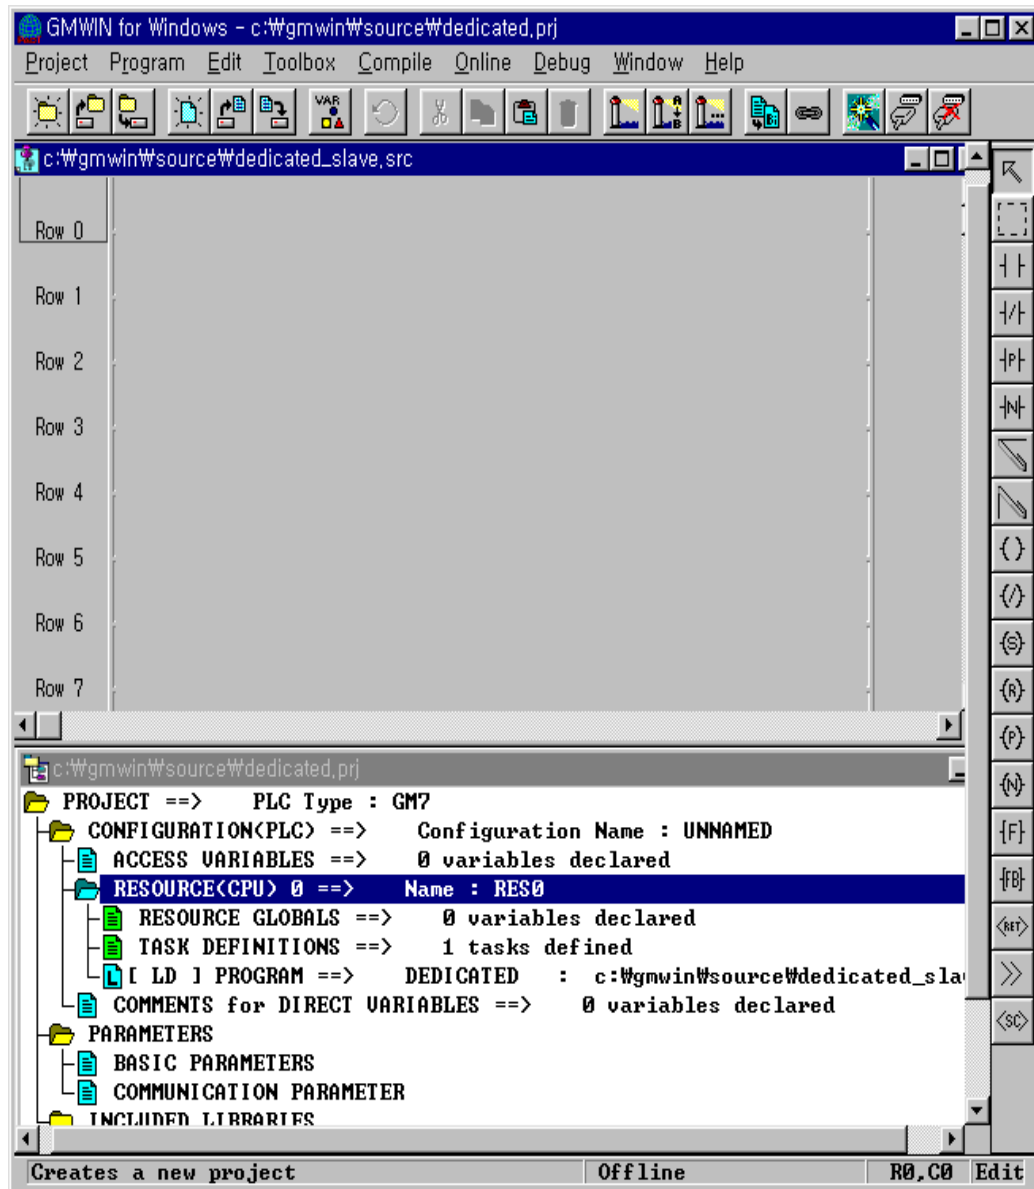 GMWIN for Windows - c:₩gmwin₩source₩dedicated,prj
Project Program Edit Toolbox Compile Online Debug Window Help
VAR
A
B
c:₩gmwin₩source₩dedicated_slave,src
Row 0
Row 1
Row 2
Row 3
Row 4
Row 5
Row 6
Row 7
P
N
(S)
(R)
(P)
(N)
{F}
{FB}
<RET>
>>
<SC>
c:₩gmwin₩source₩dedicated,prj
PROJECT ==> PLC Type : GM7
CONFIGURATION(PLC) ==> Configuration Name : UNNAMED
ACCESS VARIABLES ==> 0 variables declared
RESOURCE(CPU) 0 ==> Name : RES0
RESOURCE GLOBALS ==> 0 variables declared
TASK DEFINITIONS ==> 1 tasks defined
L [ LD ] PROGRAM ==> DEDICATED : c:₩gmwin₩source₩dedicated_sla
COMMENTS for DIRECT VARIABLES ==> 0 variables declared
PARAMETERS
BASIC PARAMETERS
COMMUNICATION PARAMETER
INCLUDED LIBRARIES
Creates a new project Offline R0,C0 Edit